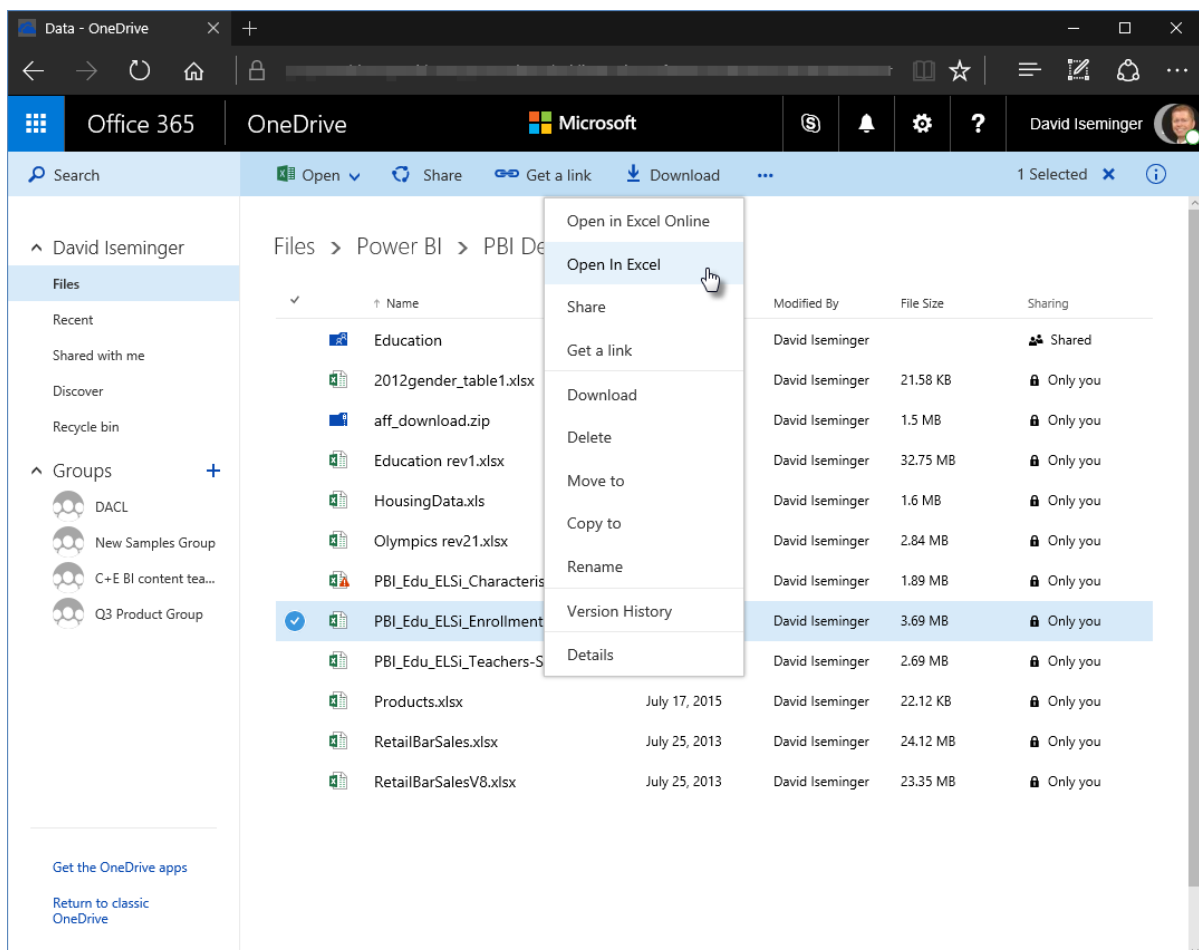 Data - OneDrive
Office 365
OneDrive
Microsoft
?
David Iseminger
Search
Open
Share
Get a link
Download
...
1 Selected
David Iseminger
Files
Recent
Shared with me
Discover
Recycle bin
Groups
DACL
New Samples Group
C+E BI content tea...
Q3 Product Group
Get the OneDrive apps
Return to classic
OneDrive
Files > Power BI > PBI De
Name Modified By File Size Sharing
Education David Iseminger Shared
2012gender_table1.xlsx David Iseminger 21.58 KB Only you
aff_download.zip David Iseminger 1.5 MB Only you
Education rev1.xlsx David Iseminger 32.75 MB Only you
HousingData.xls David Iseminger 1.6 MB Only you
Olympics rev21.xlsx David Iseminger 2.84 MB Only you
PBI_Edu_ELSi_Characteris David Iseminger 1.89 MB Only you
PBI_Edu_ELSi_Enrollment David Iseminger 3.69 MB Only you
PBI_Edu_ELSi_Teachers-S David Iseminger 2.69 MB Only you
Products.xlsx July 17, 2015 David Iseminger 22.12 KB Only you
RetailBarSales.xlsx July 25, 2013 David Iseminger 24.12 MB Only you
RetailBarSalesV8.xlsx July 25, 2013 David Iseminger 23.35 MB Only you
Open in Excel Online
Open In Excel
Share
Get a link
Download
Delete
Move to
Copy to
Rename
Version History
Details